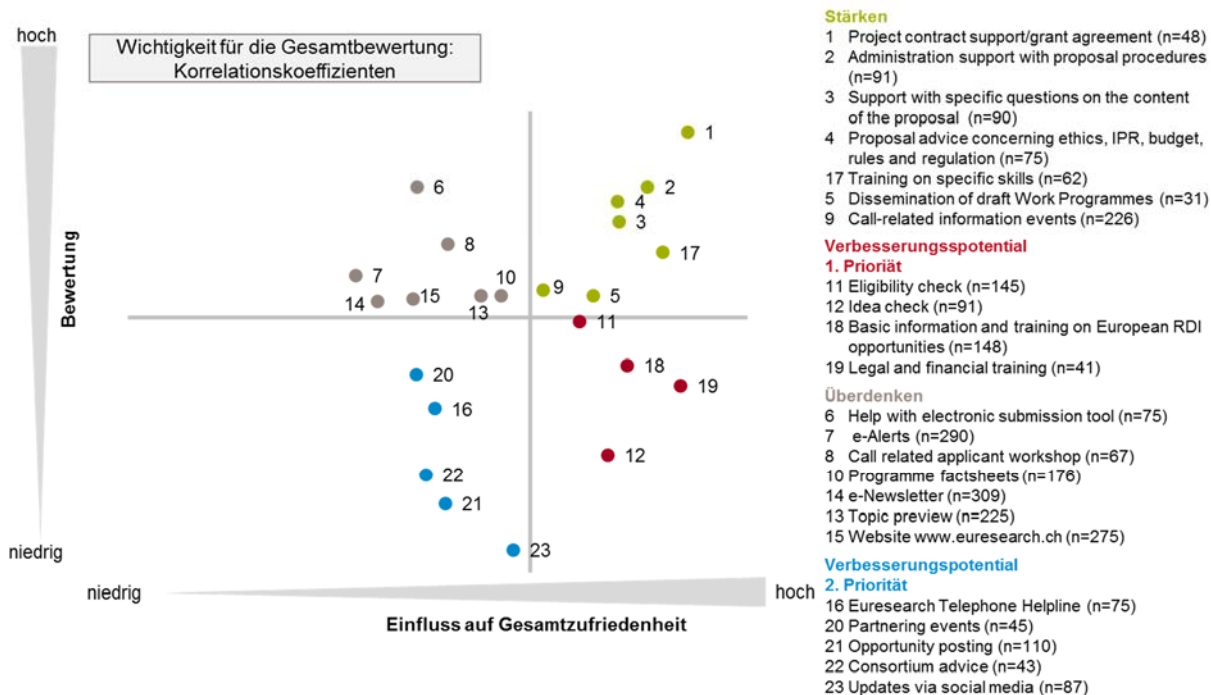 hoch
Wichtigkeit für die Gesamtbewertung:
Korrelationskoeffizienten
1
6
2
4
3
8
17
7
10
14
15
9
5
13
11
Bewertung
20
18
19
16
12
22
21
23
niedrig
niedrig
hoch
Einfluss auf Gesamtzufriedenheit
Stärken
1 Project contract support/grant agreement (n=48)
2 Administration support with proposal procedures
(n=91)
3 Support with specific questions on the content
of the proposal (n=90)
4 Proposal advice concerning ethics, IPR, budget,
rules and regulation (n=75)
17 Training on specific skills (n=62)
5 Dissemination of draft Work Programmes (n=31)
9 Call-related information events (n=226)
Verbesserungspotential
1. Prioriät
11 Eligibility check (n=145)
12 Idea check (n=91)
18 Basic information and training on European RDI
opportunities (n=148)
19 Legal and financial training (n=41)
Überdenken
6 Help with electronic submission tool (n=75)
7 e-Alerts (n=290)
8 Call related applicant workshop (n=67)
10 Programme factsheets (n=176)
14 e-Newsletter (n=309)
13 Topic preview (n=225)
15 Website www.euresearch.ch (n=275)
Verbesserungspotential
2. Priorität
16 Euresearch Telephone Helpline (n=75)
20 Partnering events (n=45)
21 Opportunity posting (n=110)
22 Consortium advice (n=43)
23 Updates via social media (n=87)